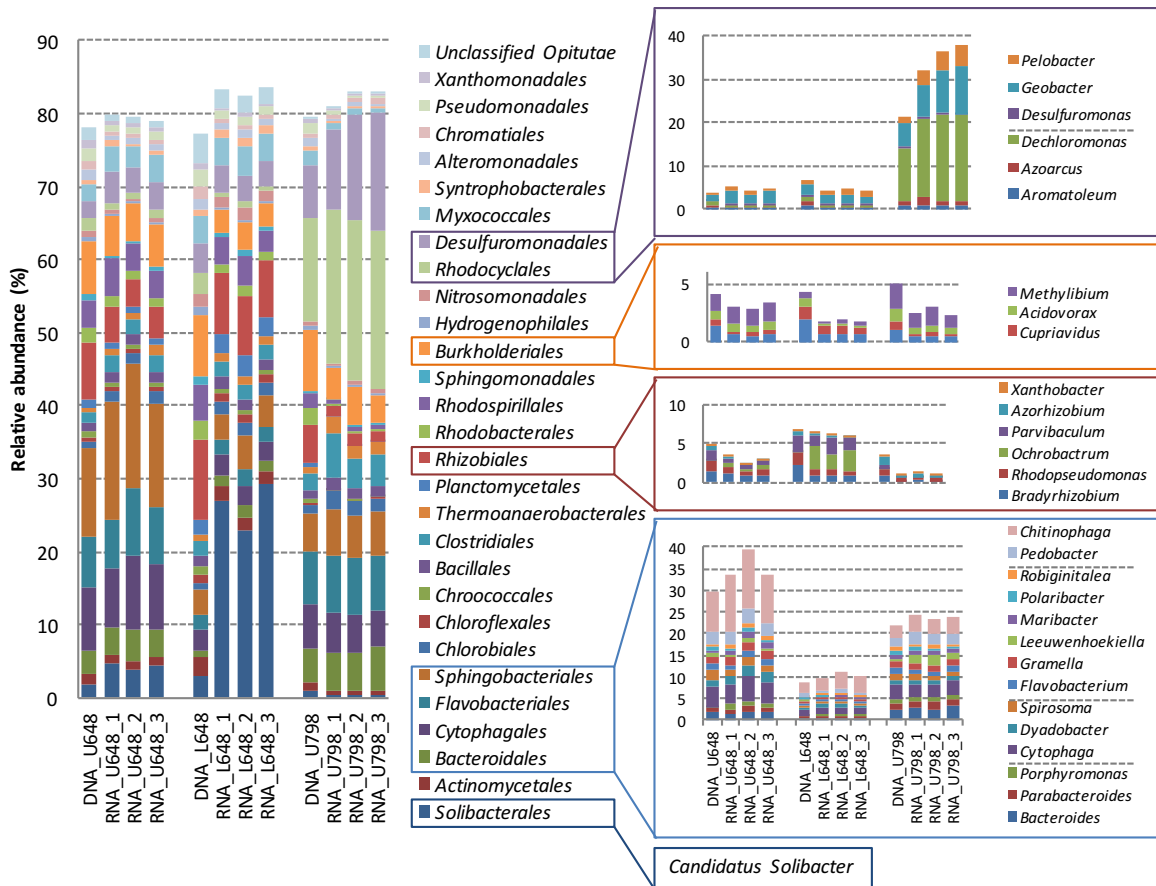 Relative abundance (%)
90
80
70
60
50
40
30
20
10
0
DNA_U648
RNA_U648_1
RNA_U648_2
RNA_U648_3
DNA_L648
RNA_L648_1
RNA_L648_2
RNA_L648_3
DNA_U798
RNA_U798_1
RNA_U798_2
RNA_U798_3
Unclassified Opitutae
Xanthomonadales
Pseudomonadales
Chromatiales
Alteromonadales
Syntrophobacterales
Myxococcales
Desulfuromonadales
Rhodocyclales
Nitrosomonadales
Hydrogenophilales
Burkholderiales
Sphingomonadales
Rhodospirillales
Rhodobacterales
Rhizobiales
Planctomycetales
Thermoanaerobacterales
Clostridiales
Bacillales
Chroococcales
Chloroflexales
Chlorobiales
Sphingobacteriales
Flavobacteriales
Cytophagales
Bacteroidales
Actinomycetales
Solibacterales
40
30
20
10
0
Pelobacter
Geobacter
Desulfuromonas
Dechloromonas
Azoarcus
Aromatoleum
5
0
Methylibium
Acidovorax
Cupriavidus
10
5
0
Xanthobacter
Azorhizobium
Parvibaculum
Ochrobactrum
Rhodopseudomonas
Bradyrhizobium
40
35
30
25
20
15
10
5
0
DNA_U648
RNA_U648_1
RNA_U648_2
RNA_U648_3
DNA_L648
RNA_L648_1
RNA_L648_2
RNA_L648_3
DNA_U798
RNA_U798_1
RNA_U798_2
RNA_U798_3
Chitinophaga
Pedobacter
Robiginitalea
Polaribacter
Maribacter
Leeuwenhoekiella
Gramella
Flavobacterium
Spirosoma
Dyadobacter
Cytophaga
Porphyromonas
Parabacteroides
Bacteroides
Candidatus Solibacter